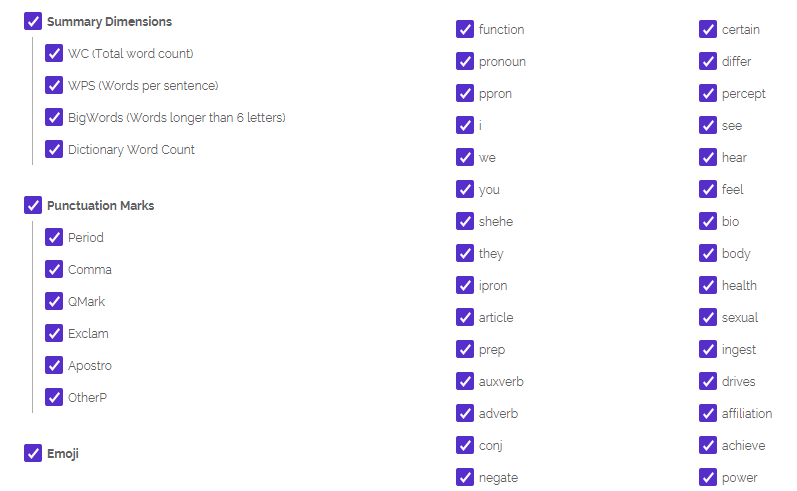 Summary Dimensions
WC (Total word count)
WPS (Words per sentence)
BigWords (Words longer than 6 letters)
Dictionary Word Count
Punctuation Marks
Period
Comma
QMark
Exclam
Apostro
OtherP
Emoji
function
pronoun
ppron
i
we
you
shehe
they
ipron
article
prep
auxverb
adverb
conj
negate
certain
differ
percept
see
hear
feel
bio
body
health
sexual
ingest
drives
affiliation
achieve
power